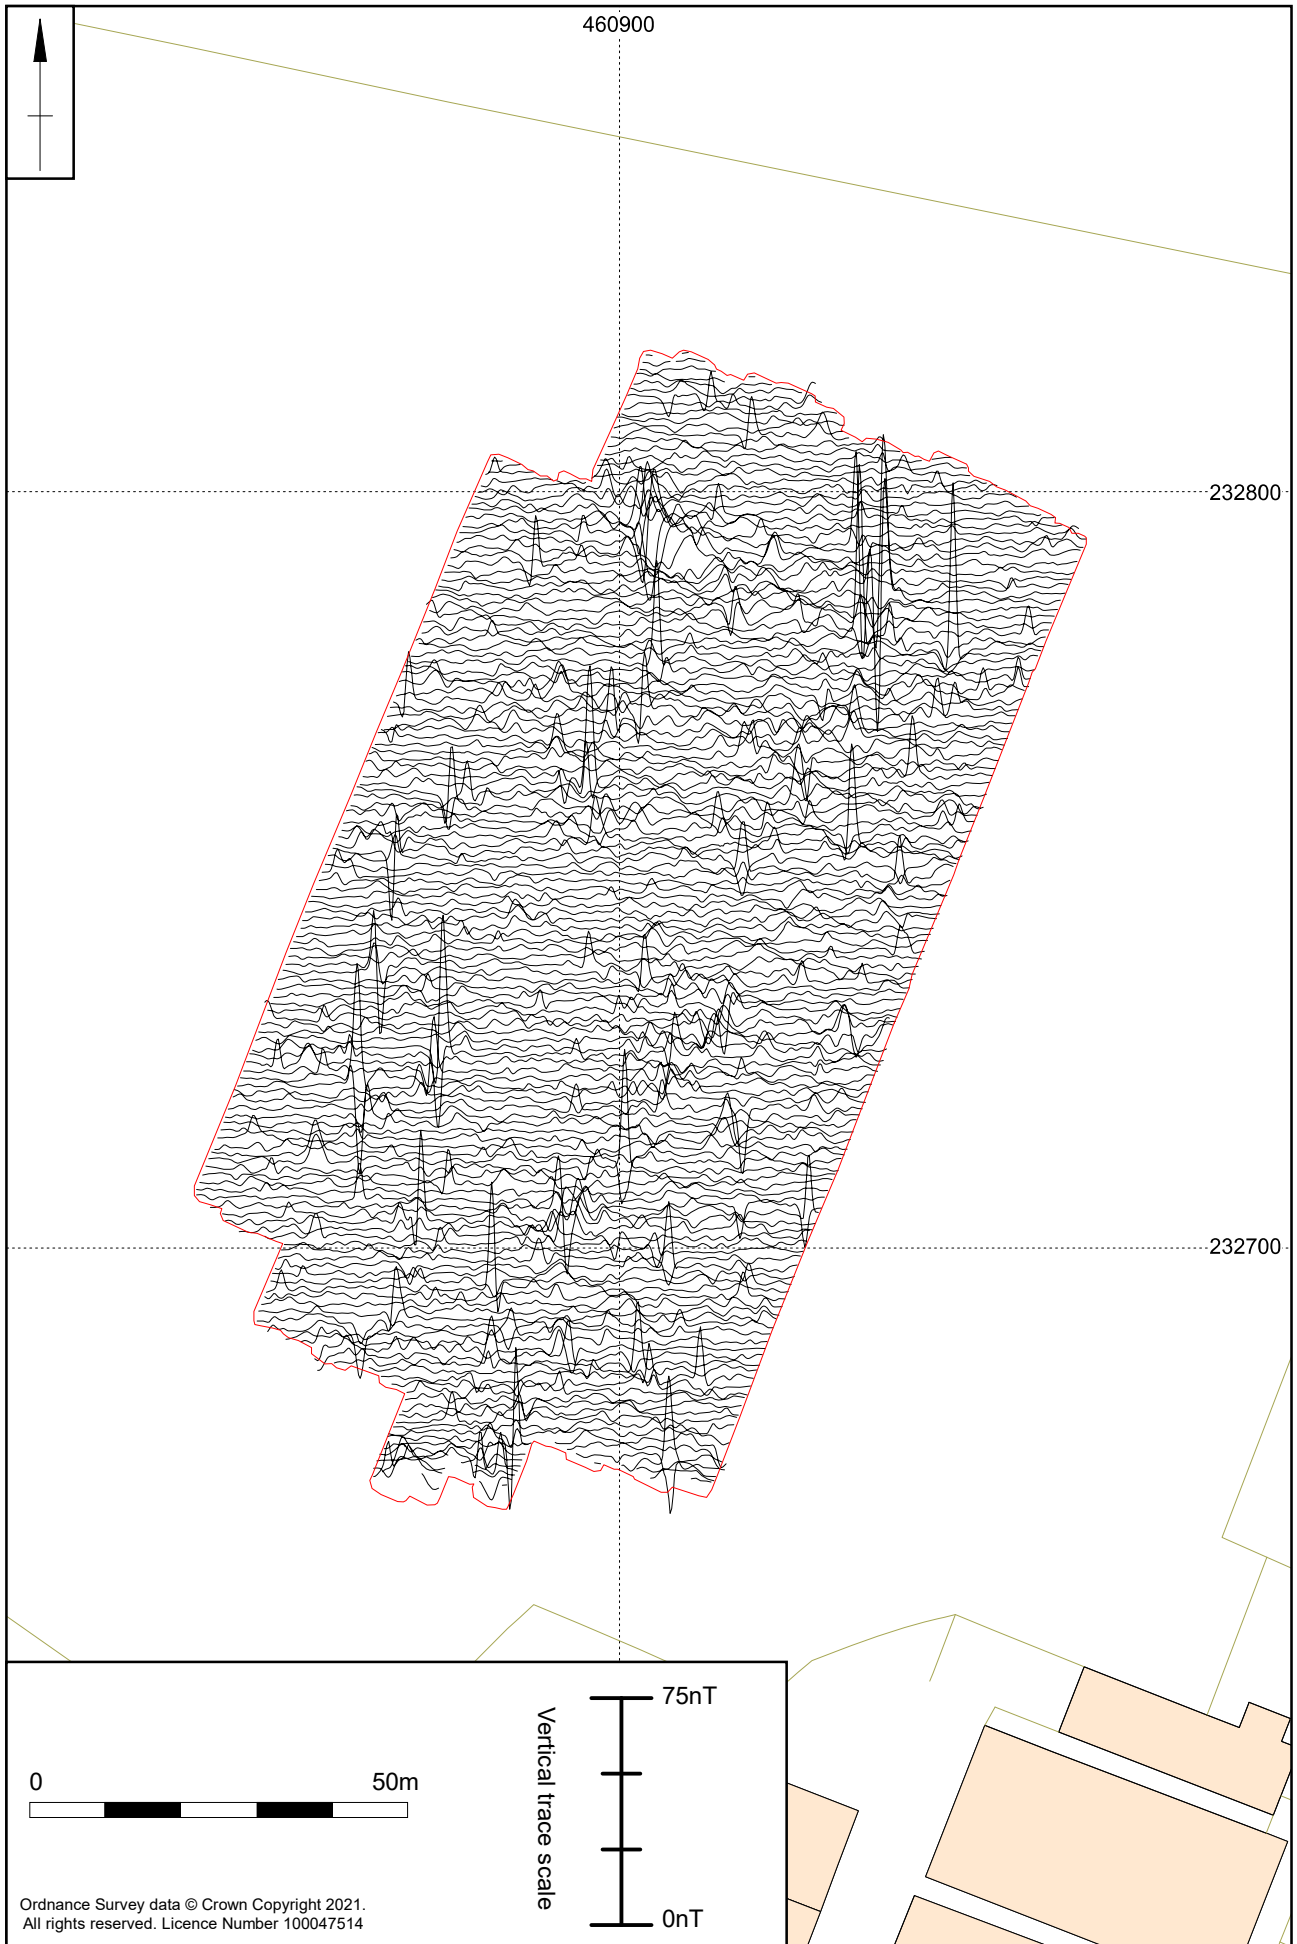 460900
232800
232700
75nT
Vertical trace scale
0 50m
0nT
Ordnance Survey data © Crown Copyright 2021.
All rights reserved. Licence Number 100047514